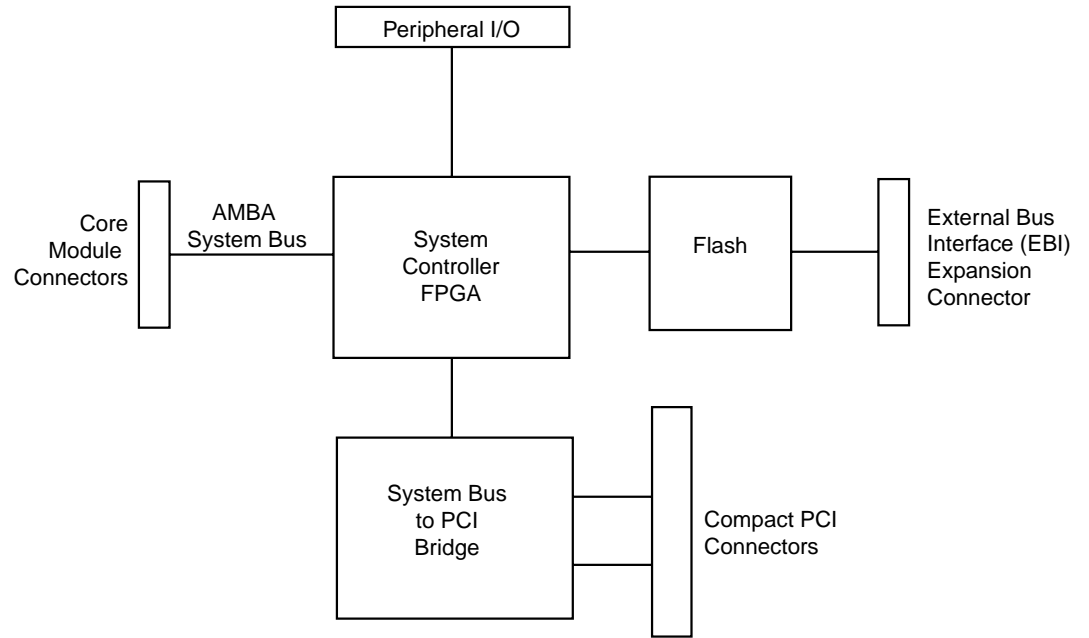 Peripheral I/O
Core
Module
Connectors
AMBA
System Bus
System
Controller
FPGA
Flash
External Bus
Interface (EBI)
Expansion
Connector
System Bus
to PCI
Bridge
Compact PCI
Connectors